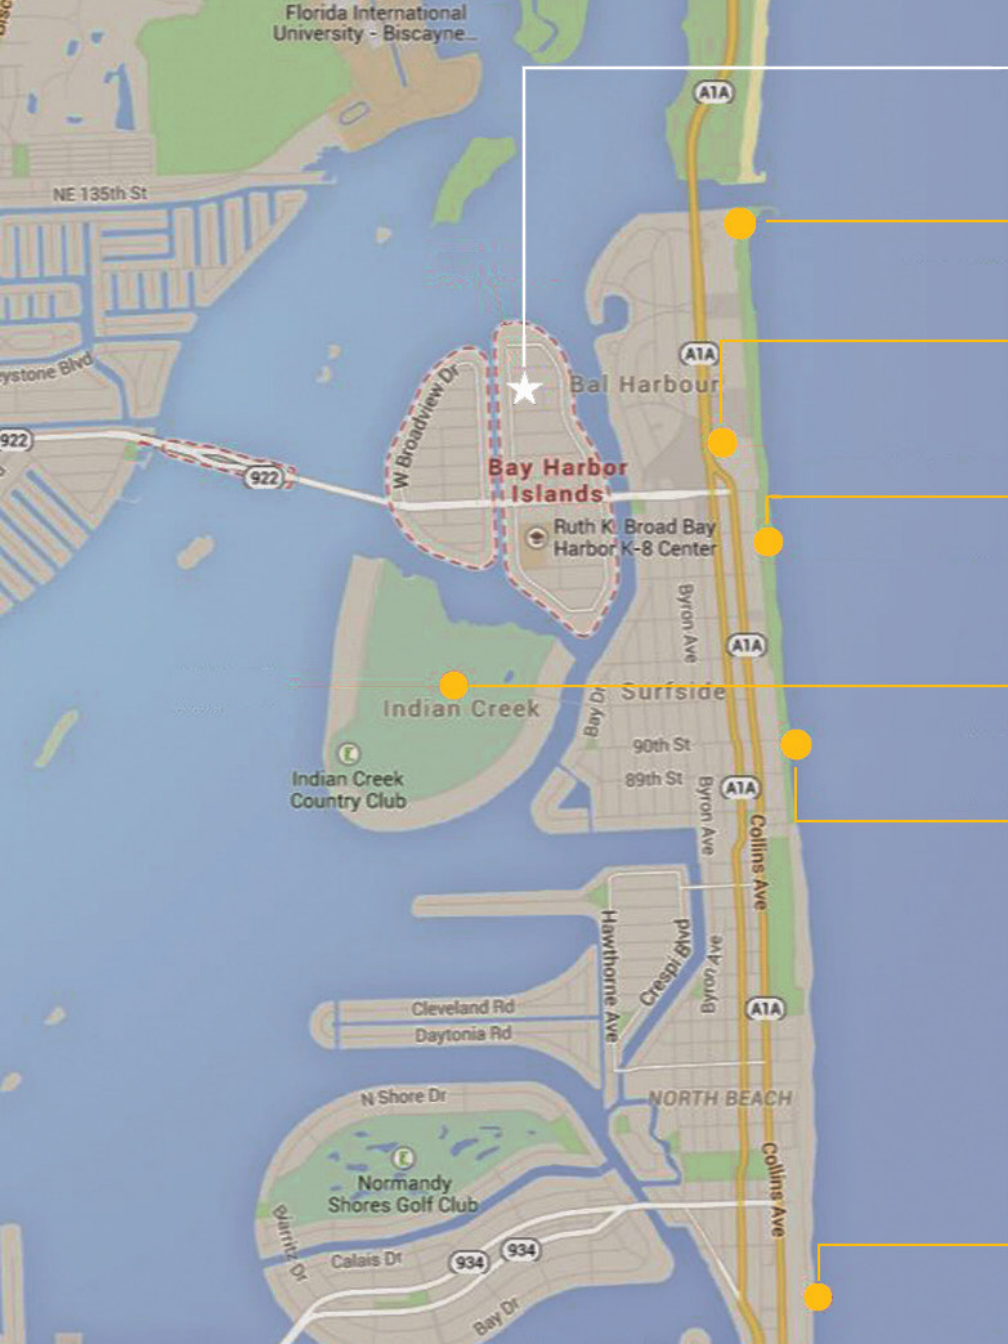 Florida International
University - Biscayne...
A1A
NE 135th St
A1A
Bal Harbour
W Broadview Dr
922
922
Bay Harbor
Islands
Ruth K. Broad Bay
Harbor K-8 Center
Byron Ave
A1A
Indian Creek
Surfside
Bay Dr
90th St
89th St
Indian Creek
Country Club
A1A
Byron Ave
Collins Ave
Hawthorne Ave
Crespi Blvd
Byron Ave
Cleveland Rd
Daytonia Rd
A1A
N Shore Dr
NORTH BEACH
Normandy
Shores Golf Club
Collins Ave
Biarritz Dr
Calais Dr
934
934
Bay Dr
eystone Blvd